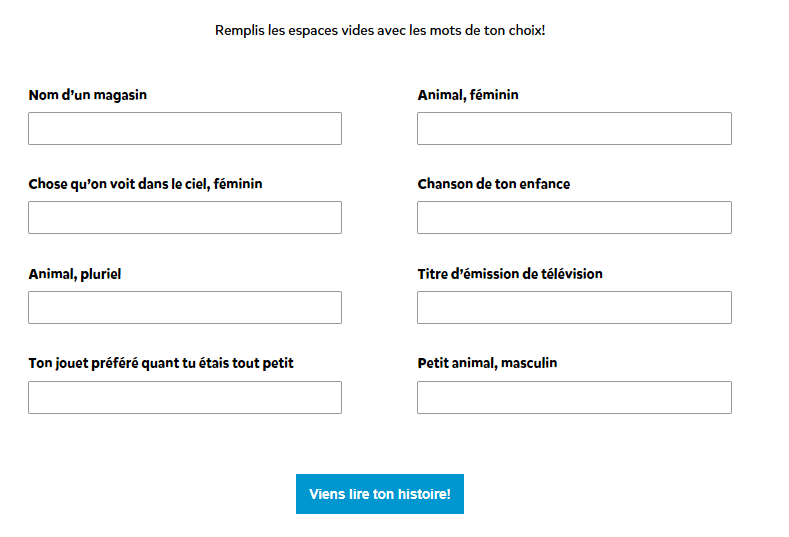 Remplis les espaces vides avec les mots de ton choix!
Nom d'un magasin
Animal, féminin
Chose qu'on voit dans le ciel, féminin
Chanson de ton enfance
Animal, pluriel
Titre d'émission de télévision
Ton jouet préféré quant tu étais tout petit
Petit animal, masculin
Viens lire ton histoire!